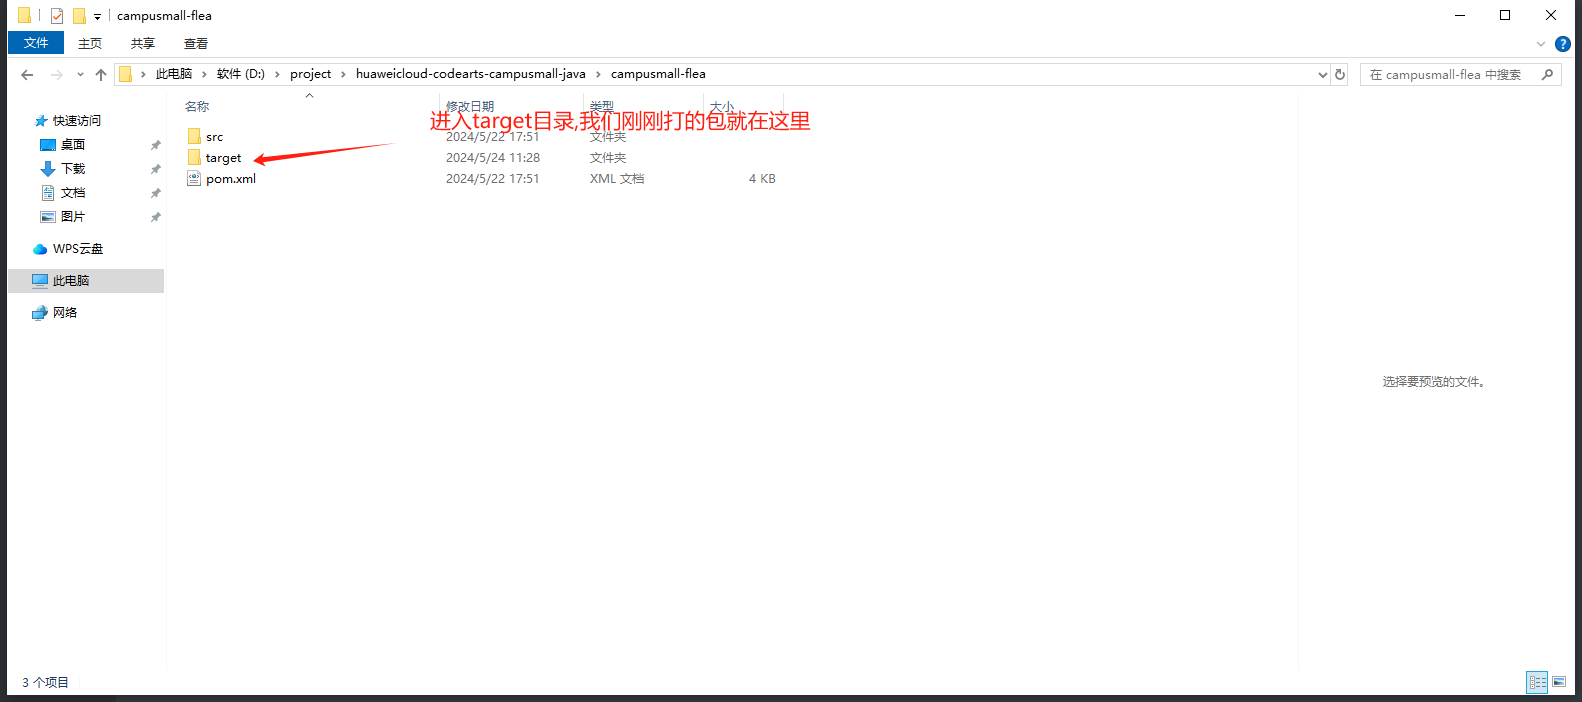 campusmall-flea
文件 主页 共享 查看
此电脑 软件 (D:) project huaweicloud-codearts-campusmall-java campusmall-flea
在 campusmall-flea 中搜索
名称 修改日期 类型 大小
进入target目录,我们刚刚打的包就在这里
src 2024/5/22 17:51 文件夹
target 2024/5/24 11:28 文件夹
pom.xml 2024/5/22 17:51 XML 文档 4 KB
快速访问
桌面
下载
文档
图片
WPS云盘
此电脑
网络
选择要预览的文件。
3 个项目